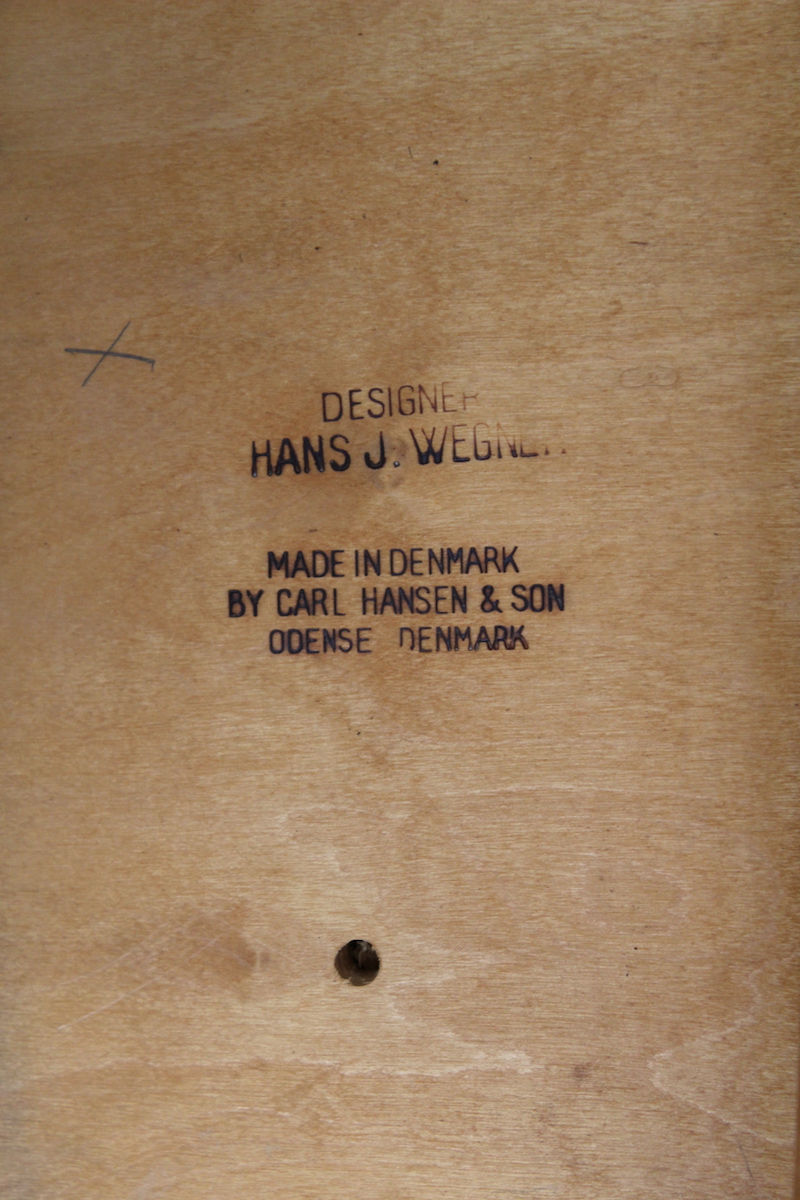 DESIGNER
HANS J. WEGNER
MADE IN DENMARK
BY CARL HANSEN & SON
ODENSE DENMARK